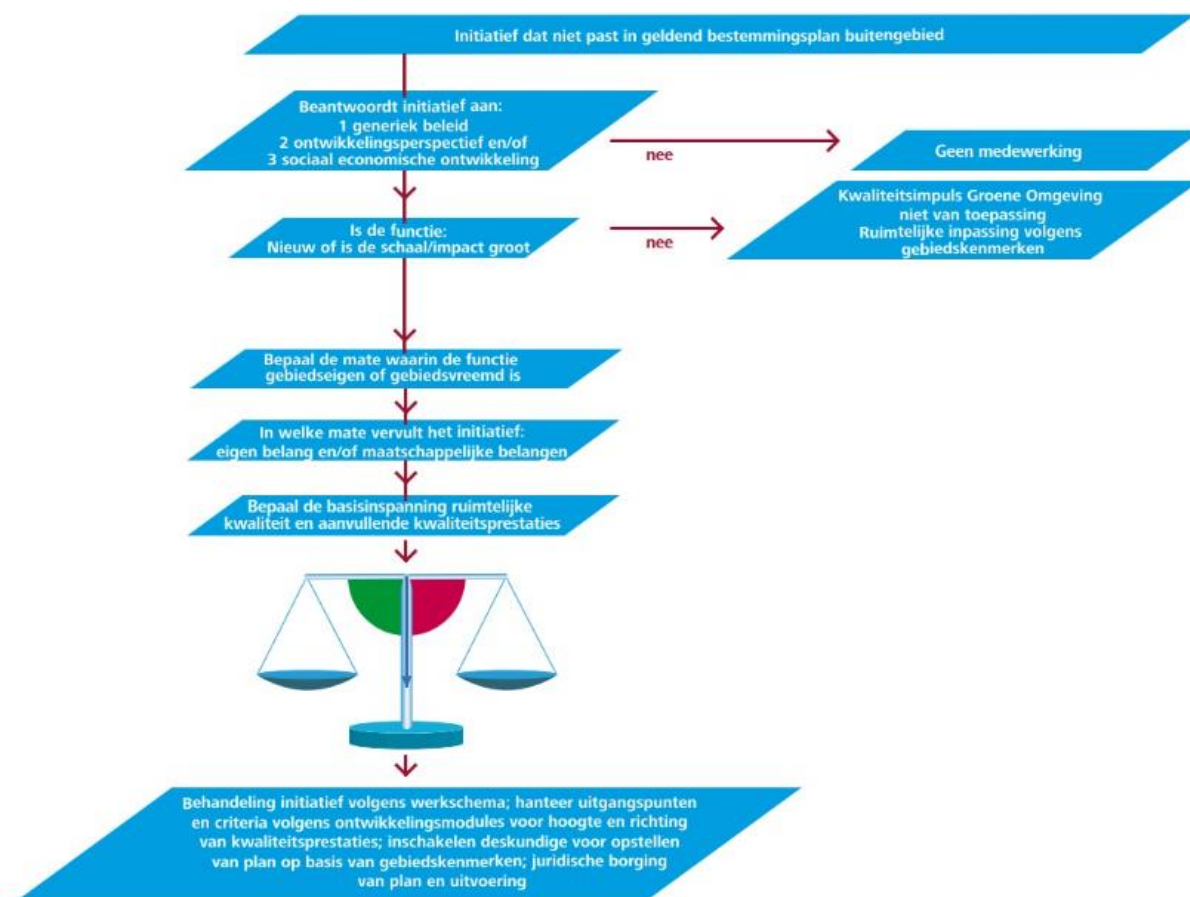 Initiatief dat niet past in geldend bestemmingsplan buitengebied
Beantwoordt initiatief aan:
1 generiek beleid
2 ontwikkelingsperspectief en/of
3 sociaal economische ontwikkeling
nee
Geen medewerking
Is de functie:
Nieuw of is de schaal/impact groot
nee
Kwaliteitsimpuls Groene Omgeving
niet van toepassing
Ruimtelijke inpassing volgens
gebiedskenmerken
Bepaal de mate waarin de functie
gebiedseigen of gebiedsvreemd is
In welke mate vervult het initiatief:
eigen belang en/of maatschappelijke belangen
Bepaal de basisinspanning ruimtelijke
kwaliteit en aanvullende kwaliteitsprestaties
Behandeling initiatief volgens werkschema; hanteer uitgangspunten
en criteria volgens ontwikkelingsmodules voor hoogte en richting
van kwaliteitsprestaties; inschakelen deskundige voor opstellen
van plan op basis van gebiedskenmerken; juridische borging
van plan en uitvoering